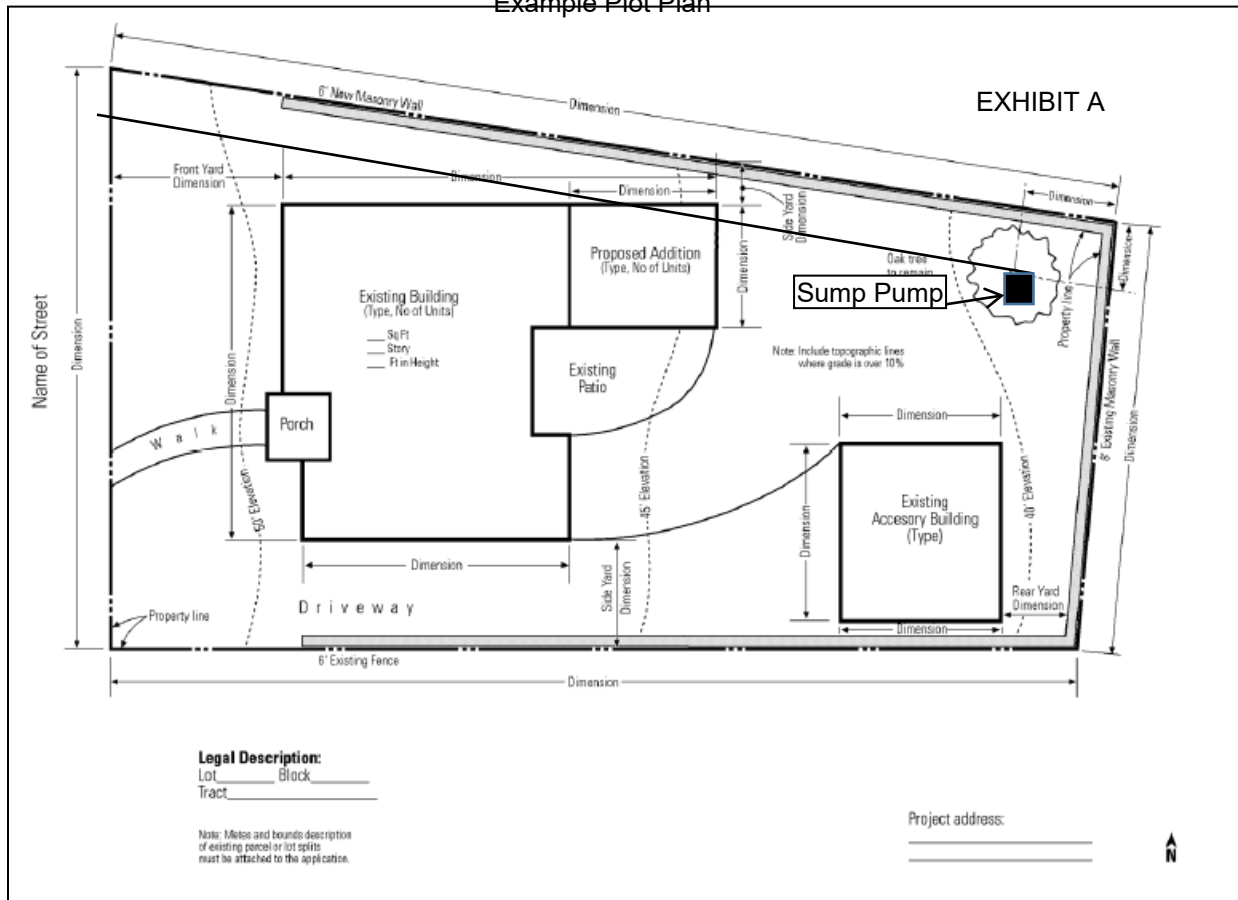 Example Plot Plan
EXHIBIT A
Dimension
6' New Masonry Wall
Front Yard
Dimension
Dimension
Dimension
Dimension
Side Yard
Dimension
Dimension
Dimension
Oak tree
to remain
Proposed Addition
(Type, No of Units)
Existing Building
(Type, No of Units)
___ Sq Ft
___ Story
___ Ft in Height
Sump Pump
Property line
Name of Street
Dimension
Dimension
Note: Include topographic lines
where grade is over 10%
Existing
Patio
Porch
Walk
Dimension
Dimension
50' Elevation
45' Elevation
40' Elevation
Existing
Accesory Building
(Type)
Dimension
Side Yard
Dimension
Rear Yard
Dimension
Dimension
Existing Masonry Wall
Dimension
Driveway
Property line
6' Existing Fence
Dimension
Legal Description:
Lot________ Block________
Tract____________________
Note: Metes and bounds description
of existing parcel or lot splits
must be attached to the application.
Project address:
N